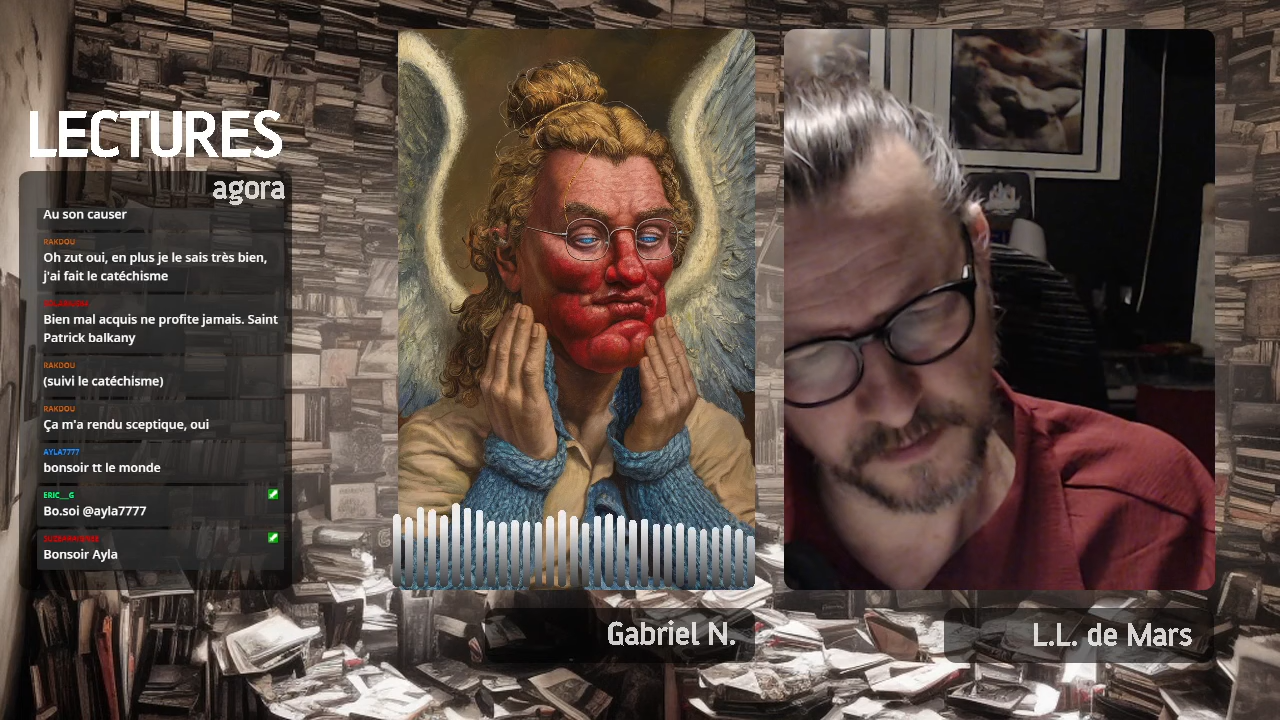 LECTURES
agora
Au son causer
RAKDOU
Oh zut oui, en plus je le sais très bien,
j'ai fait le catéchisme
Bien mal acquis ne profite jamais. Saint
Patrick balkany
RAKDOU
(suivi le catéchisme)
RAKDOU
Ça m'a rendu sceptique, oui
AYLA7777
bonsoir tt le monde
ERIC__G
Bo.soi @ayla7777
Bonsoir Ayla
Gabriel N.
L.L. de Mars